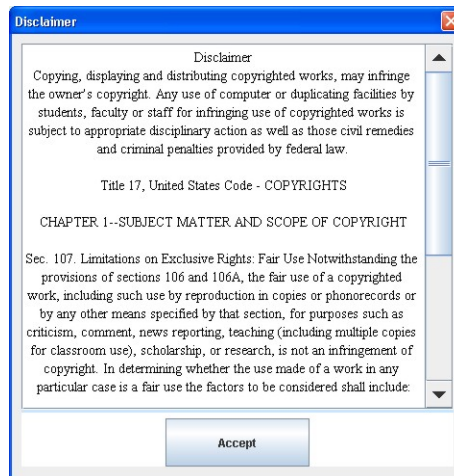 Disclaimer
Disclaimer
Copying, displaying and distributing copyrighted works, may infringe
the owner's copyright. Any use of computer or duplicating facilities by
students, faculty or staff for infringing use of copyrighted works is
subject to appropriate disciplinary action as well as those civil remedies
and criminal penalties provided by federal law.
Title 17, United States Code - COPYRIGHTS
CHAPTER 1--SUBJECT MATTER AND SCOPE OF COPYRIGHT
Sec. 107. Limitations on Exclusive Rights: Fair Use Notwithstanding the
provisions of sections 106 and 106A, the fair use of a copyrighted
work, including such use by reproduction in copies or phonorecords or
by any other means specified by that section, for purposes such as
criticism, comment, news reporting, teaching (including multiple copies
for classroom use), scholarship, or research, is not an infringement of
copyright. In determining whether the use made of a work in any
particular case is a fair use the factors to be considered shall include:
Accept